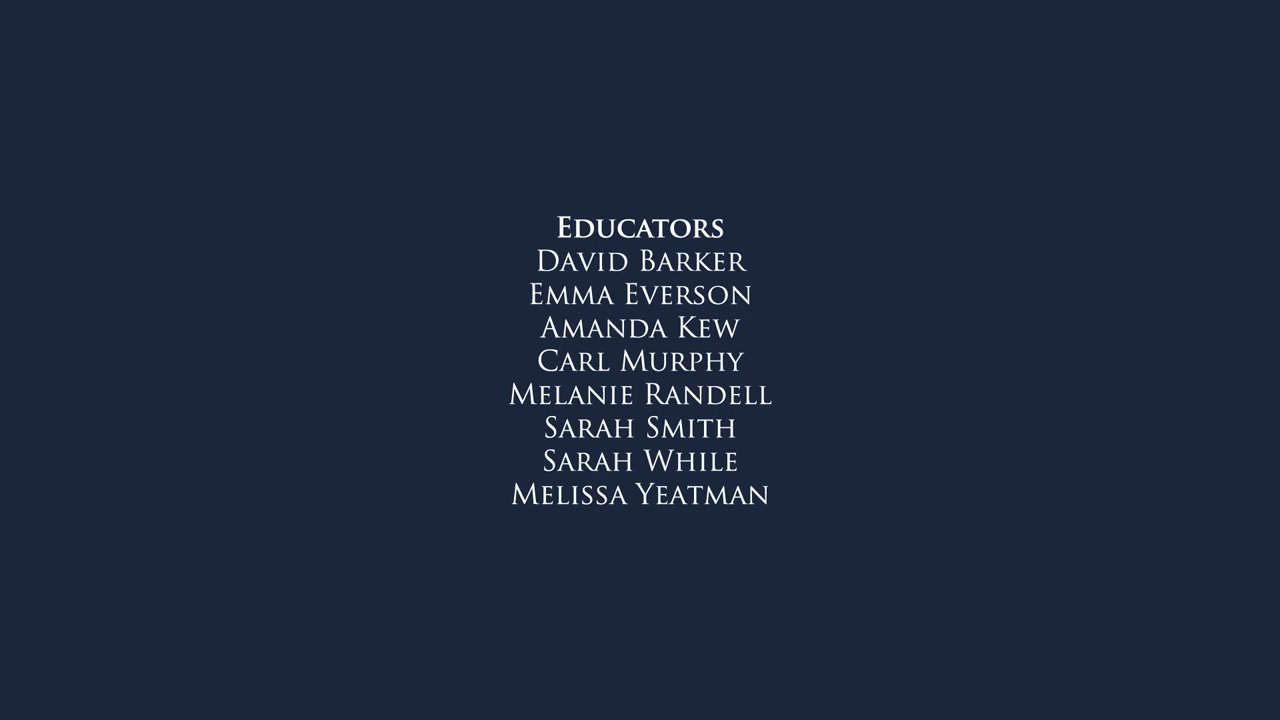 Educators
David Barker
Emma Everson
Amanda Kew
Carl Murphy
Melanie Randell
Sarah Smith
Sarah While
Melissa Yeatman